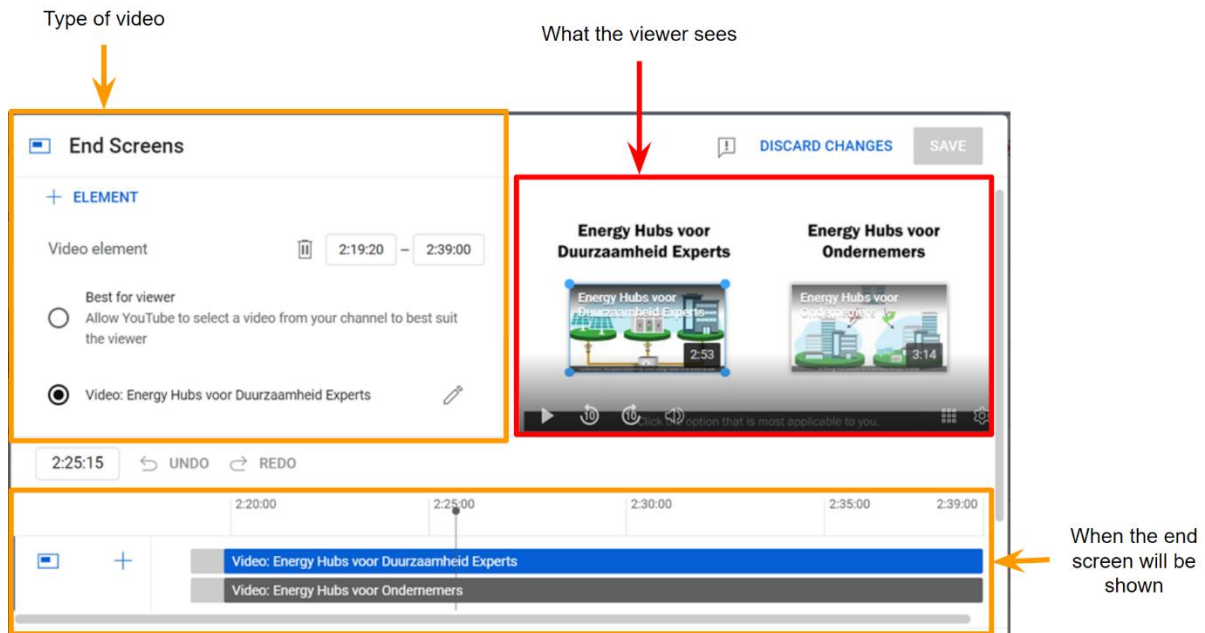 Type of video
What the viewer sees
End Screens
DISCARD CHANGES
SAVE
+ ELEMENT
Video element
2:19:20 – 2:39:00
Best for viewer
Allow YouTube to select a video from your channel to best suit
the viewer
Video: Energy Hubs voor Duurzaamheid Experts
Energy Hubs voor
Duurzaamheid Experts
Energy Hubs voor
Ondernemers
Energy Hubs voor
Duurzaamheid Experts
2:53
Energy Hubs voor
Ondernemers
3:14
10
10
Click the option that is most applicable to you.
2:25:15
UNDO
REDO
2:20:00
2:25:00
2:30:00
2:35:00
2:39:00
Video: Energy Hubs voor Duurzaamheid Experts
Video: Energy Hubs voor Ondernemers
When the end
screen will be
shown